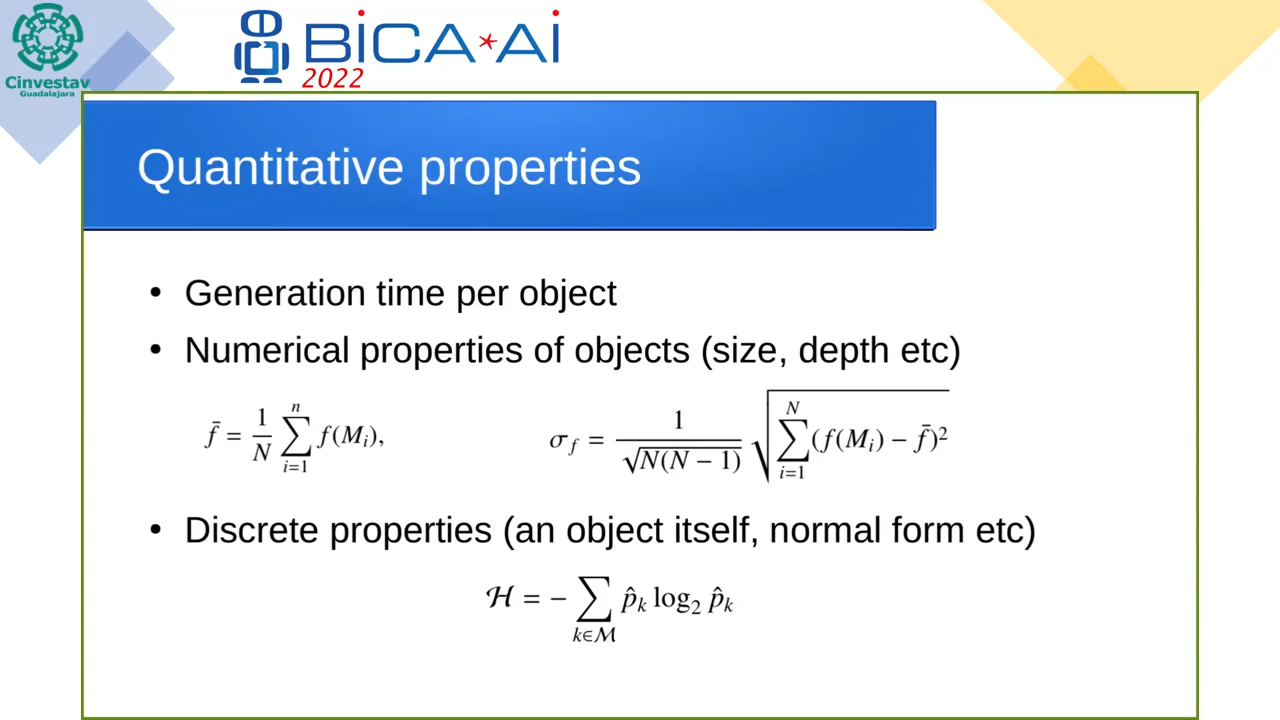 Cinvestav
Guadalajara
BiCA*Ai
2022
Quantitative properties
• Generation time per object
• Numerical properties of objects (size, depth etc)
f̄ = 1/N ∑_{i=1}^{n} f(M_i), σ_f = 1/√(N(N − 1)) √(∑_{i=1}^{N} (f(M_i) − f̄)²)
• Discrete properties (an object itself, normal form etc)
ℋ = − ∑_{k∈ℳ} p̂_k log₂ p̂_k